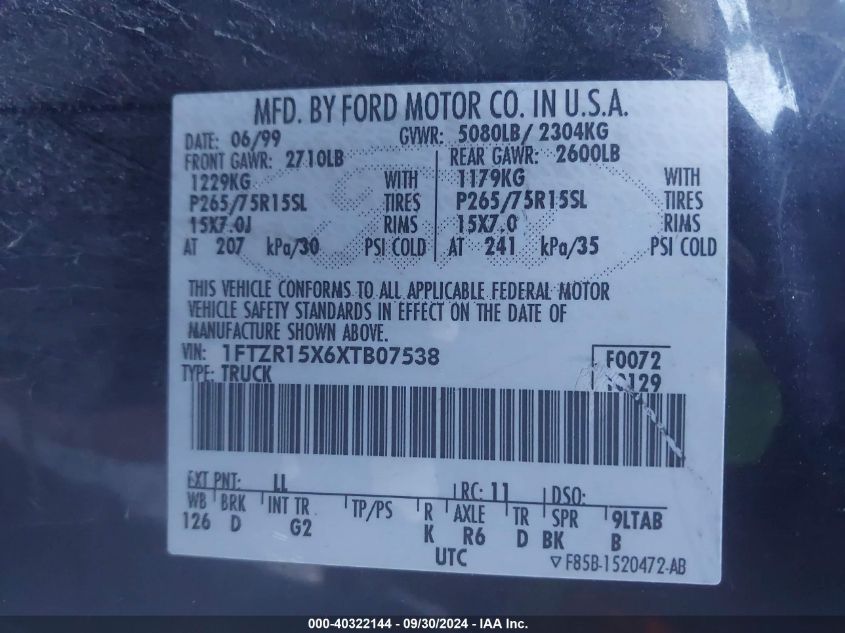 MFD. BY FORD MOTOR CO. IN U.S.A.
DATE: 06/99 GVWR: 5080LB/ 2304KG
FRONT GAWR: 2710LB REAR GAWR: 2600LB
1229KG WITH 1179KG WITH
P265/75R15SL TIRES P265/75R15SL TIRES
15X7.0J RIMS 15X7.0 RIMS
AT 207 kPa/30 PSI COLD AT 241 kPa/35 PSI COLD
THIS VEHICLE CONFORMS TO ALL APPLICABLE FEDERAL MOTOR
VEHICLE SAFETY STANDARDS IN EFFECT ON THE DATE OF
MANUFACTURE SHOWN ABOVE.
VIN: 1FTZR15X6XTB07538 F0072
TYPE: TRUCK
EXT PNT: LL RC: 11 DSO:
WB BRK INT TR TP/PS R AXLE TR SPR 9LTAB
126 D G2 K R6 D BK B
UTC ▽F85B-1520472-AB
000-40322144 - 09/30/2024 - IAA Inc.